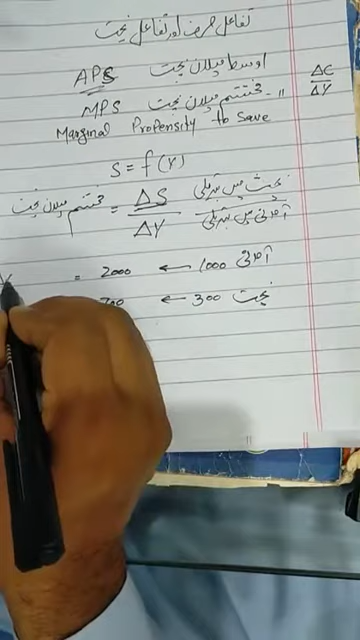 تفاعل صرف اور تفاعل بچت
اوسط میلان بچت APS
مختتم میلان بچت MPS " ΔC/ΔY
Marginal Propensity to Save
S = f(Y)
مختتم میلان بچت = ΔS/ΔY بچت میں تبدیلی / آمدنی میں تبدیلی
آمدنی 1000 → 2000 =
بچت 300 →